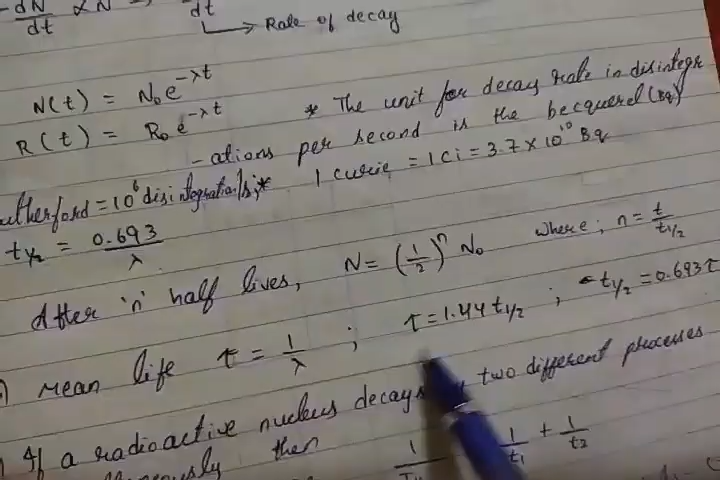 -dN/dt ∝ N dt
Rate of decay
N(t) = N₀e^-λt
R(t) = R₀e^-λt * The unit for decay rate in disintegr
-ations per second is the becquerel (Bq)
utherford = 10⁶ disintegrations/s; * 1 curie = 1 Ci = 3.7 × 10¹⁰ Bq
t½ = 0.693/λ
After 'n' half lives, N = (1/2)ⁿ N₀ where; n = t/t1/2
mean life τ = 1/λ ; τ = 1.44 t1/2 ; t1/2 = 0.693τ
If a radioactive nucleus decays two different processes
then 1/ 1/t₁ + 1/t₂